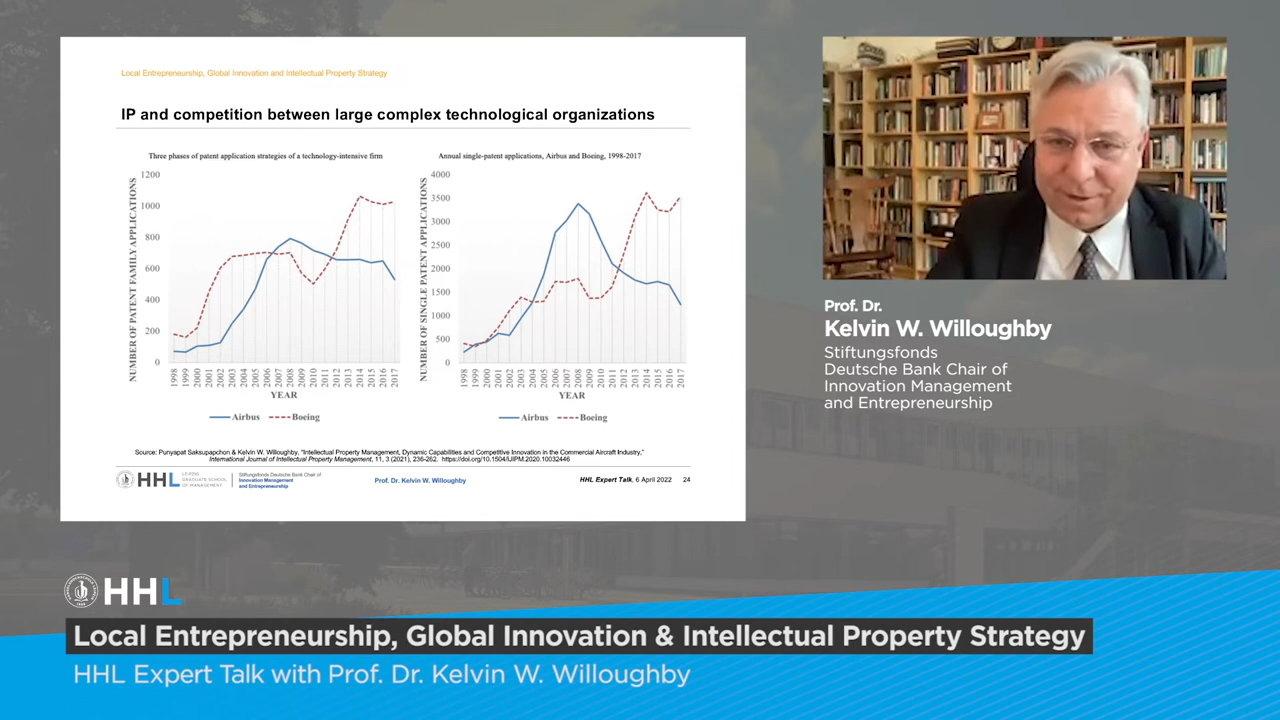 Local Entrepreneurship, Global Innovation and Intellectual Property Strategy
IP and competition between large complex technological organizations
Three phases of patent application strategies of a technology-intensive firm
NUMBER OF PATENT FAMILY APPLICATIONS
1200
1000
800
600
400
200
0
1998 1999 2000 2001 2002 2003 2004 2005 2006 2007 2008 2009 2010 2011 2012 2013 2014 2015 2016 2017
YEAR
Airbus Boeing
Annual single-patent applications, Airbus and Boeing, 1998-2017
NUMBER OF SINGLE PATENT APPLICATIONS
4000
3500
3000
2500
2000
1500
1000
500
0
1998 1999 2000 2001 2002 2003 2004 2005 2006 2007 2008 2009 2010 2011 2012 2013 2014 2015 2016 2017
YEAR
Airbus Boeing
Source: Punyapat Saksupapchon & Kelvin W. Willoughby, "Intellectual Property Management, Dynamic Capabilities and Competitive Innovation in the Commercial Aircraft Industry,"
International Journal of Intellectual Property Management, 11, 3 (2021), 236-262. https://doi.org/10.1504/IJIPM.2020.10032446
HHL
LEIPZIG
GRADUATE SCHOOL
OF MANAGEMENT
Stiftungsfonds Deutsche Bank Chair of
Innovation Management
and Entrepreneurship
Prof. Dr. Kelvin W. Willoughby
HHL Expert Talk, 6 April 2022 24
Prof. Dr.
Kelvin W. Willoughby
Stiftungsfonds
Deutsche Bank Chair of
Innovation Management
and Entrepreneurship
HHL
Local Entrepreneurship, Global Innovation & Intellectual Property Strategy
HHL Expert Talk with Prof. Dr. Kelvin W. Willoughby